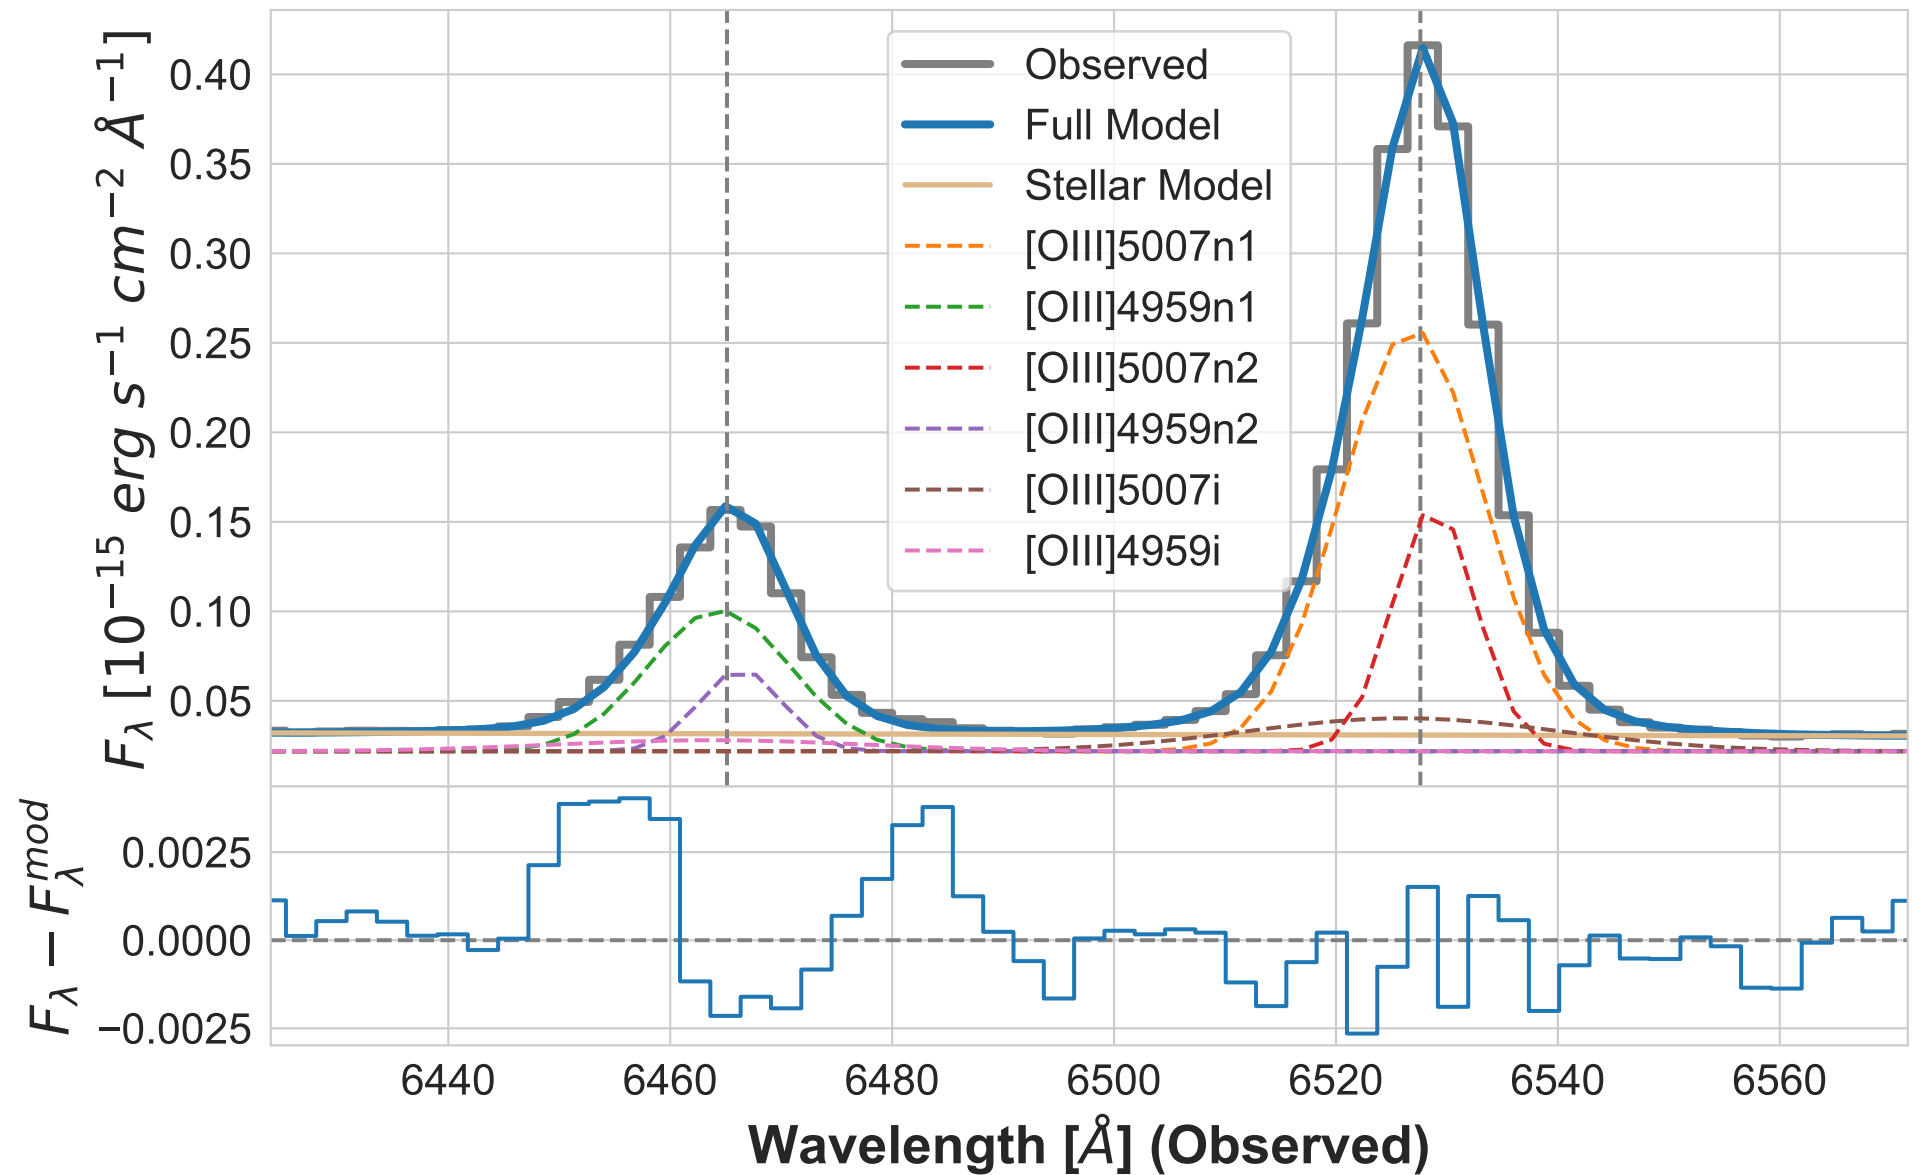 F_λ [10⁻¹⁵ erg s⁻¹ cm⁻² Å⁻¹]
0.40
0.35
0.30
0.25
0.20
0.15
0.10
0.05
Observed
Full Model
Stellar Model
[OIII]5007n1
[OIII]4959n1
[OIII]5007n2
[OIII]4959n2
[OIII]5007i
[OIII]4959i
F_λ − F_λ^mod
0.0025
0.0000
−0.0025
6440 6460 6480 6500 6520 6540 6560
Wavelength [Å] (Observed)